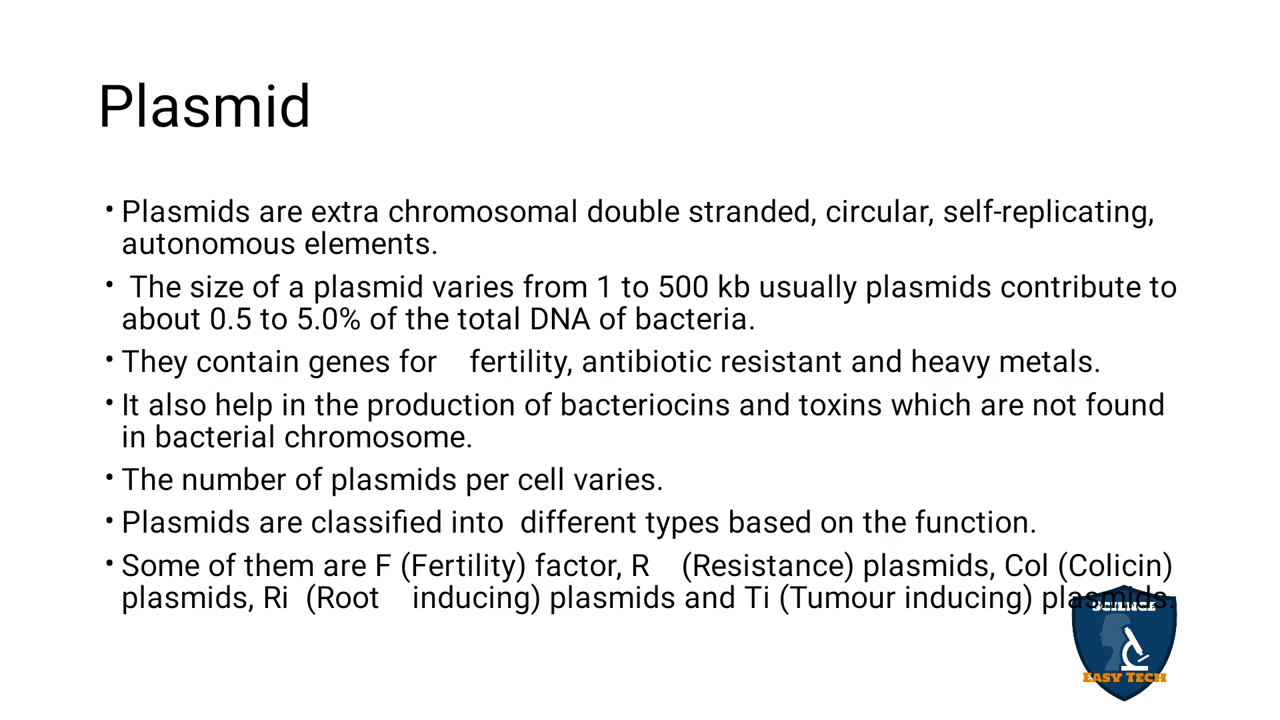 Plasmid
• Plasmids are extra chromosomal double stranded, circular, self-replicating,
autonomous elements.
• The size of a plasmid varies from 1 to 500 kb usually plasmids contribute to
about 0.5 to 5.0% of the total DNA of bacteria.
• They contain genes for fertility, antibiotic resistant and heavy metals.
• It also help in the production of bacteriocins and toxins which are not found
in bacterial chromosome.
• The number of plasmids per cell varies.
• Plasmids are classified into different types based on the function.
• Some of them are F (Fertility) factor, R (Resistance) plasmids, Col (Colicin)
plasmids, Ri (Root inducing) plasmids and Ti (Tumour inducing) plasmids.
SCIENCE
EASY TECH